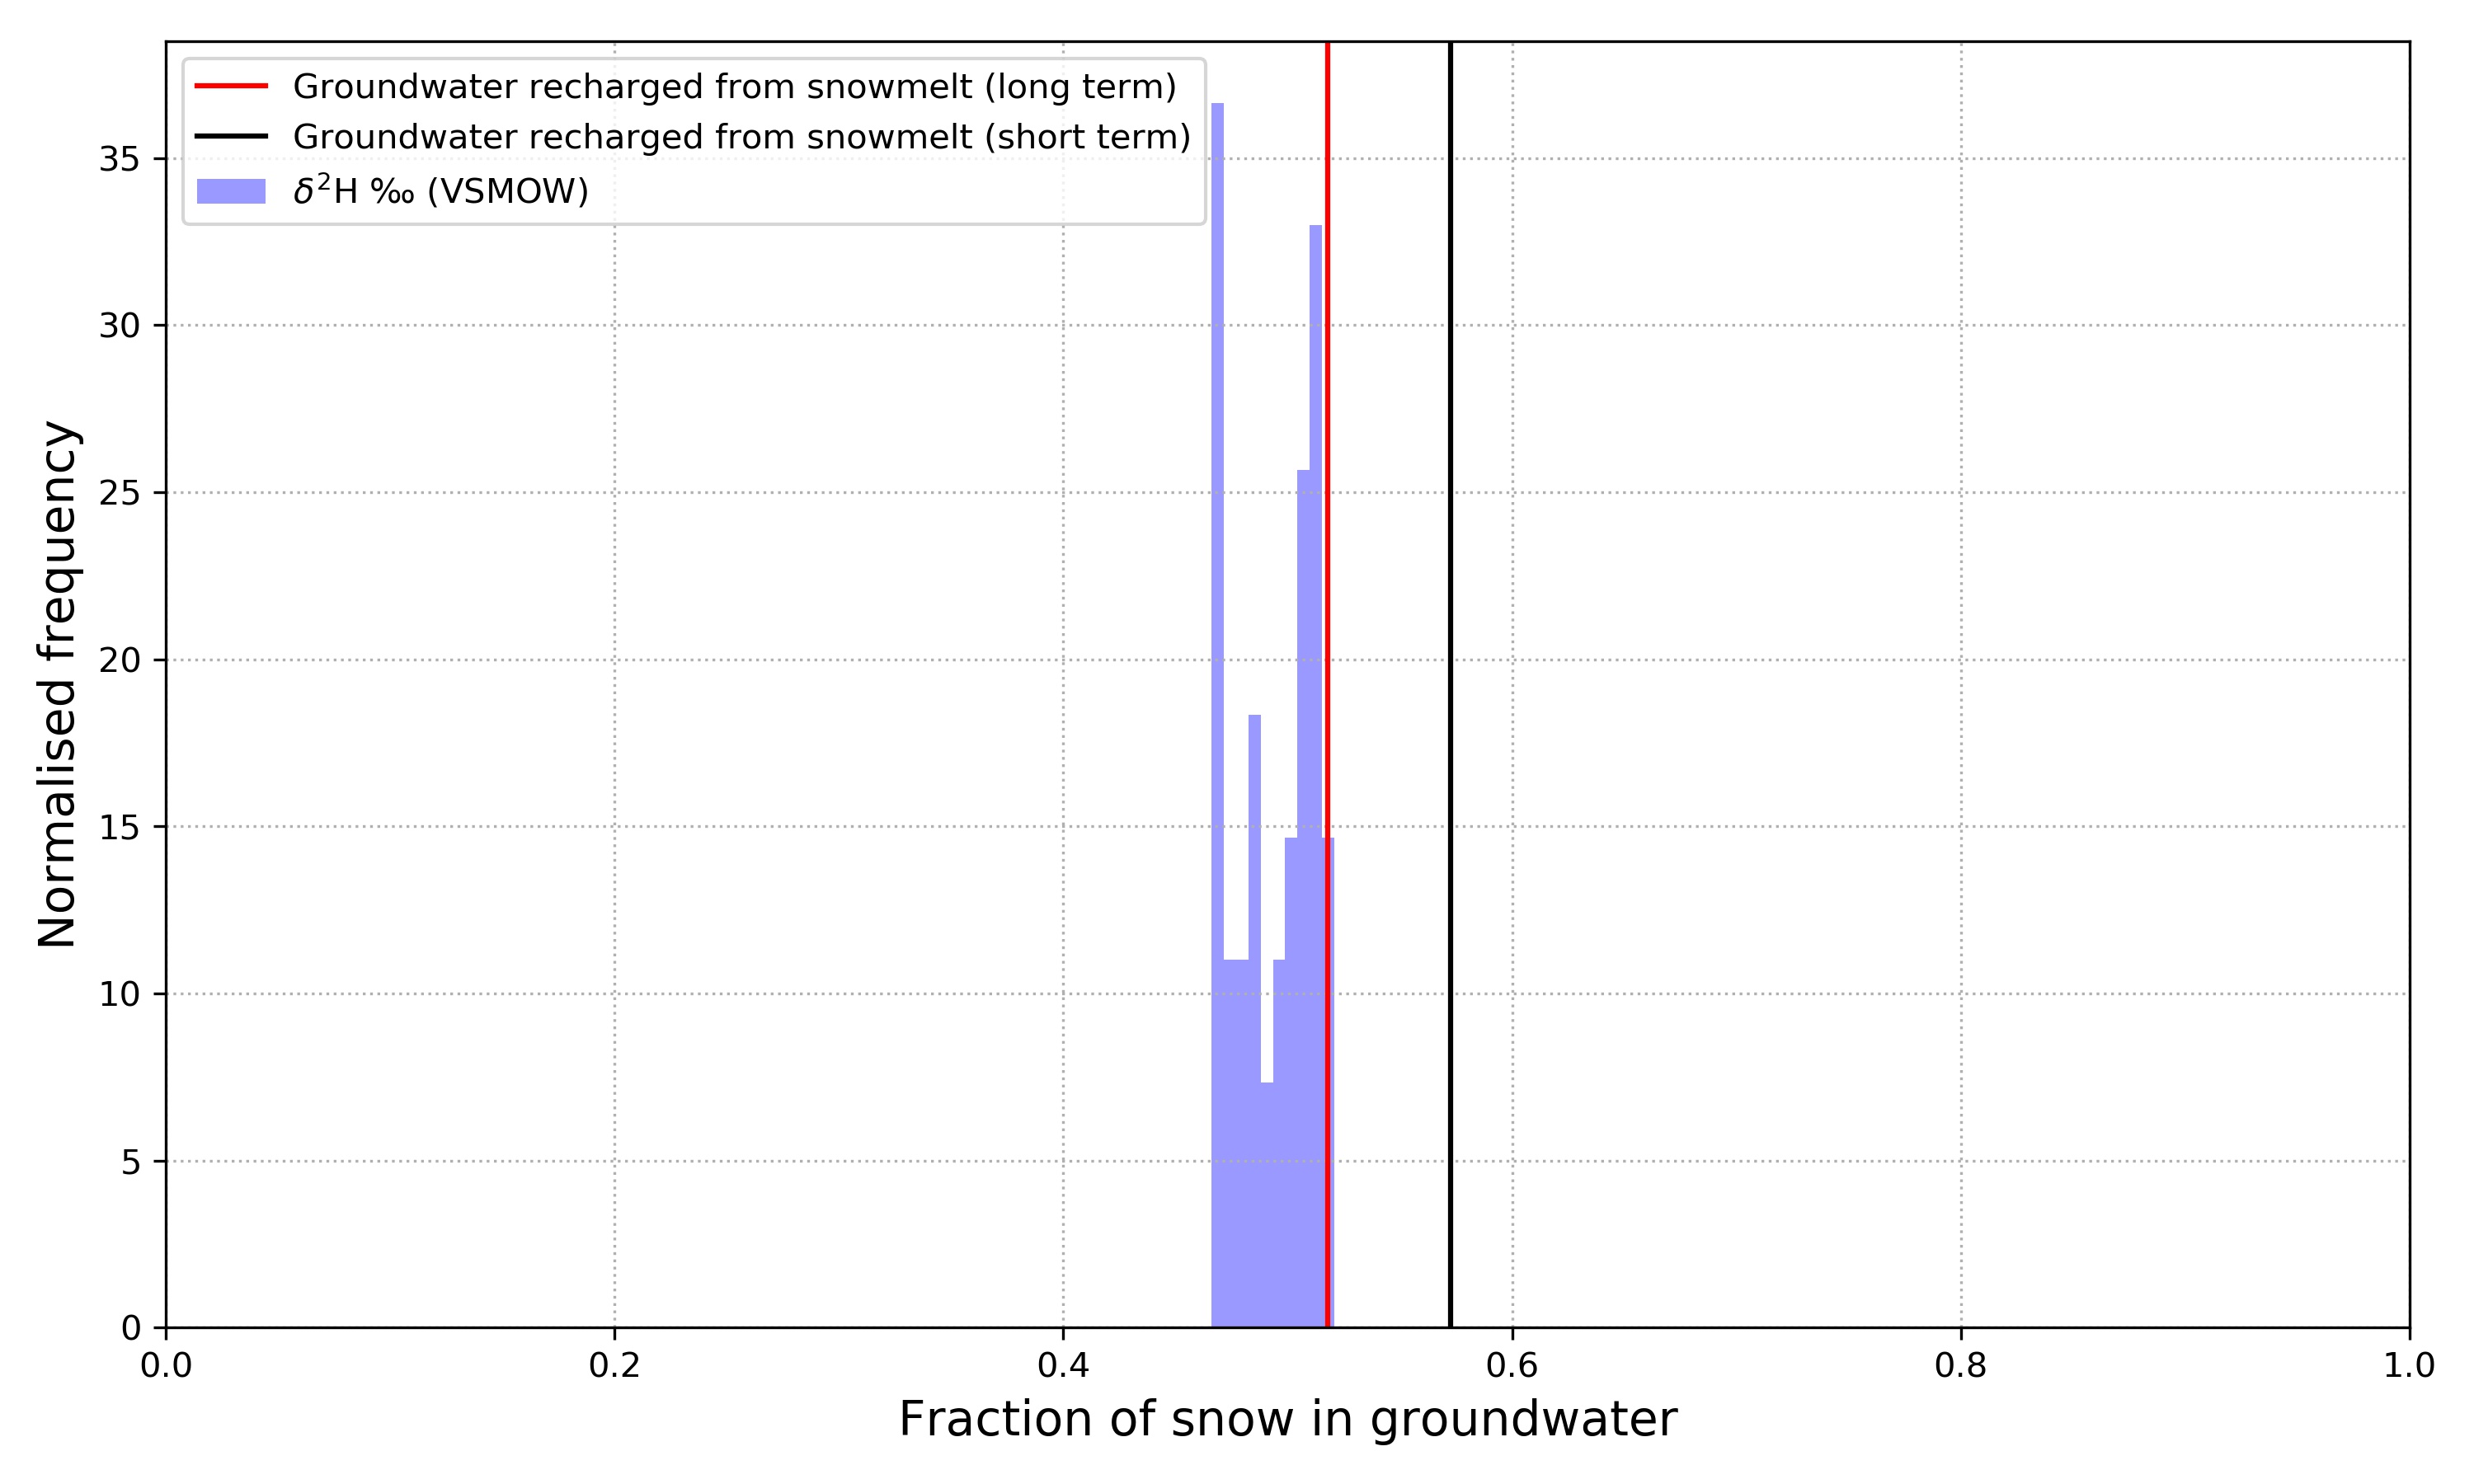 Groundwater recharged from snowmelt (long term)
Groundwater recharged from snowmelt (short term)
δ²H ‰ (VSMOW)
35
30
25
20
15
10
5
0
Normalised frequency
0.0 0.2 0.4 0.6 0.8 1.0
Fraction of snow in groundwater